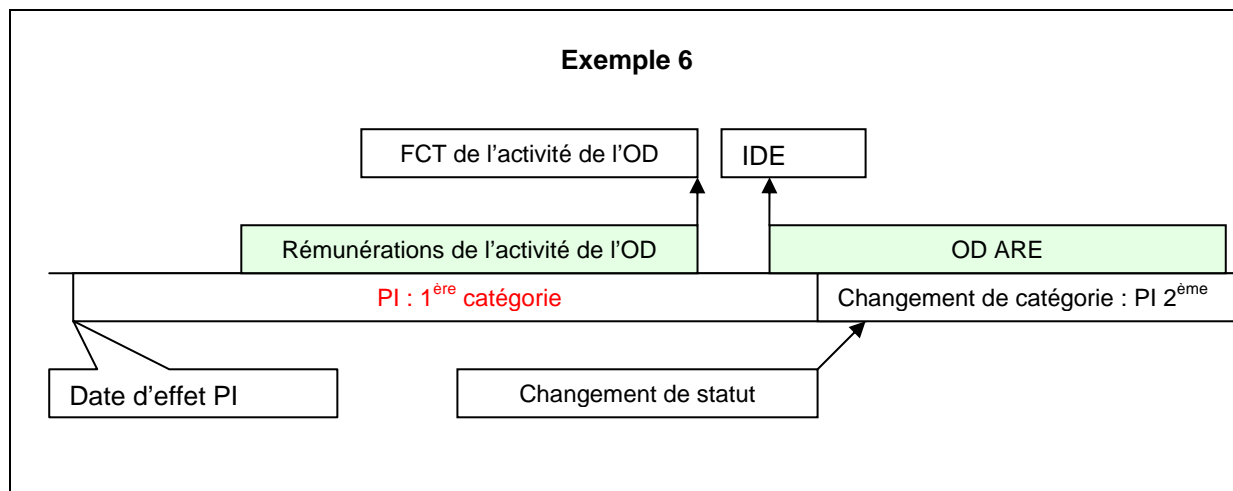 Exemple 6
FCT de l’activité de l’OD
IDE
Rémunérations de l’activité de l’OD
OD ARE
PI : 1ère catégorie
Changement de catégorie : PI 2ème
Date d’effet PI
Changement de statut